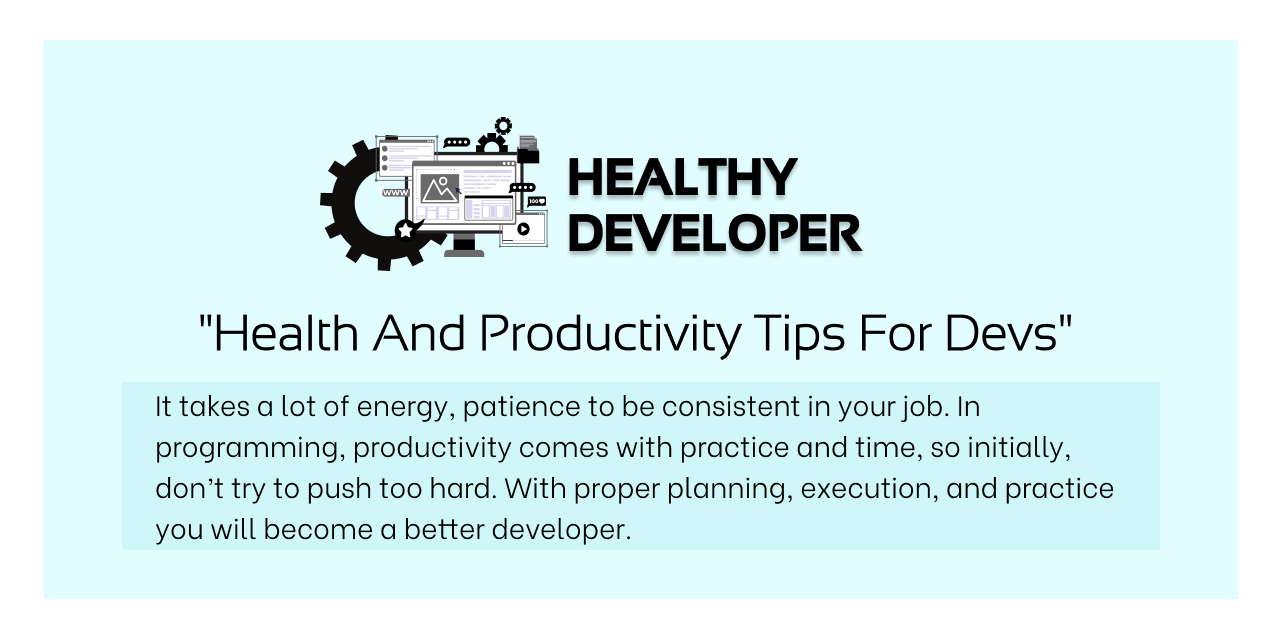 WWW
100
HEALTHY
DEVELOPER
"Health And Productivity Tips For Devs"
It takes a lot of energy, patience to be consistent in your job. In
programming, productivity comes with practice and time, so initially,
don't try to push too hard. With proper planning, execution, and practice
you will become a better developer.